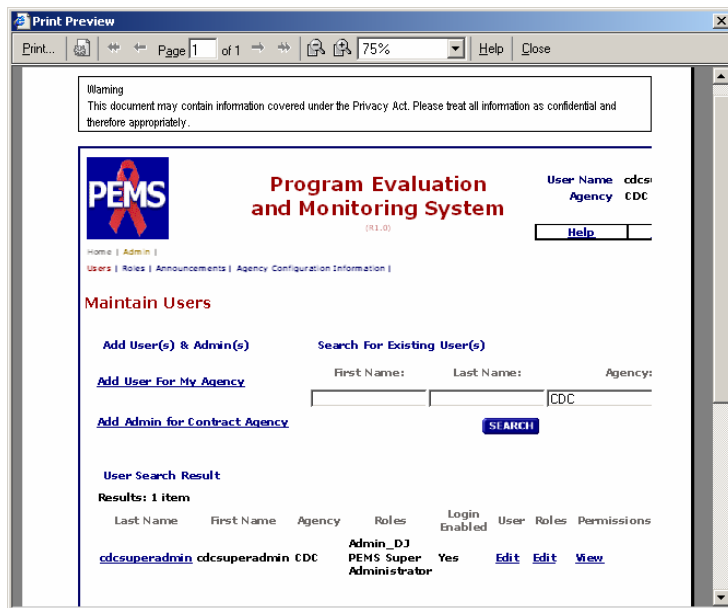 Print Preview
Print... Page 1 of 1 75% Help Close
Warning
This document may contain information covered under the Privacy Act. Please treat all information as confidential and
therefore appropriately.
PEMS
Program Evaluation
and Monitoring System
(R1.0)
User Name cdcsu
Agency CDC
Help
Home | Admin |
Users | Roles | Announcements | Agency Configuration Information |
Maintain Users
Add User(s) & Admin(s) Search For Existing User(s)
First Name: Last Name: Agency:
Add User For My Agency
CDC
Add Admin for Contract Agency
SEARCH
User Search Result
Results: 1 item
Last Name First Name Agency Roles Login Enabled User Roles Permissions
cdcsuperadmin cdcsuperadmin CDC Admin_DJ PEMS Super Administrator Yes Edit Edit View